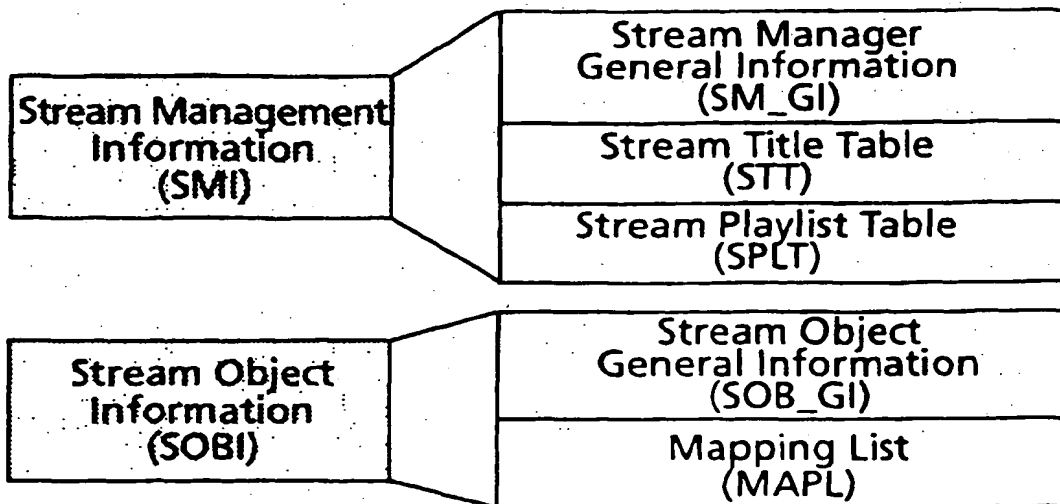 Stream Management
Information
(SMI)
Stream Manager
General Information
(SM_GI)
Stream Title Table
(STT)
Stream Playlist Table
(SPLT)
Stream Object
Information
(SOBI)
Stream Object
General Information
(SOB_GI)
Mapping List
(MAPL)